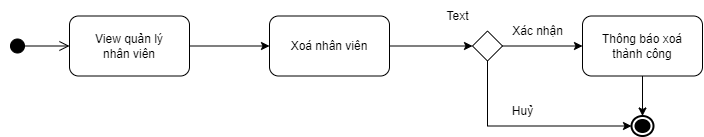 Text
View quản lý
nhân viên
Xoá nhân viên
Xác nhận
Thông báo xoá
thành công
Huỷ